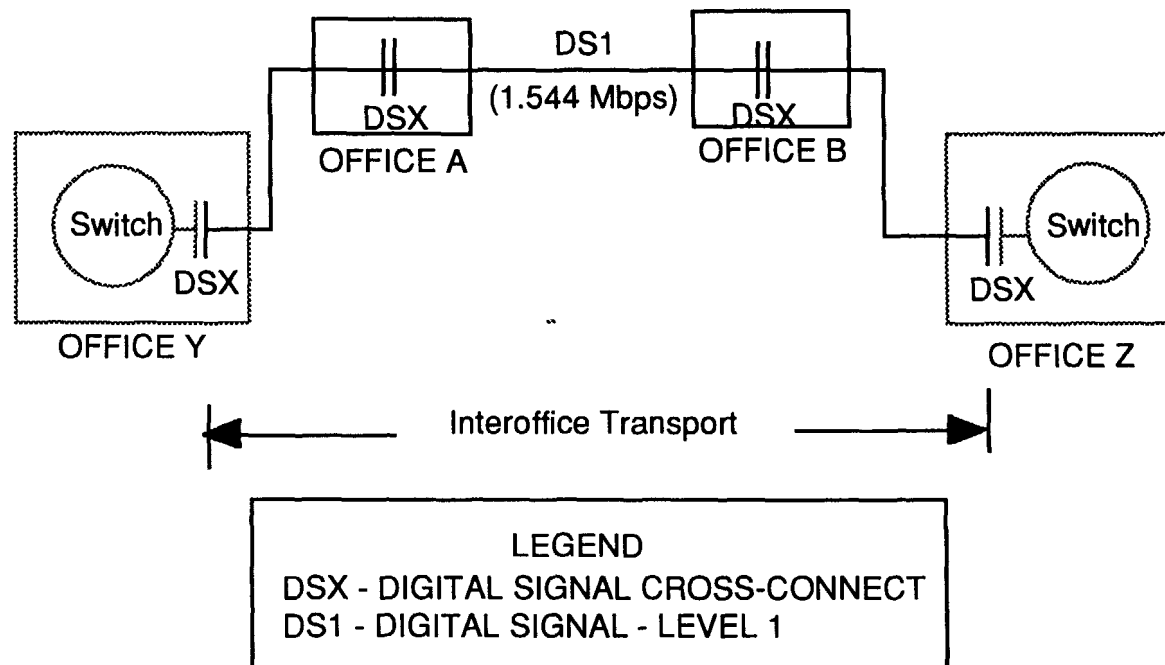 DS1
(1.544 Mbps)
DSX
DSX
OFFICE A
OFFICE B
Switch
DSX
Switch
DSX
OFFICE Y
OFFICE Z
Interoffice Transport
LEGEND
DSX - DIGITAL SIGNAL CROSS-CONNECT
DS1 - DIGITAL SIGNAL - LEVEL 1